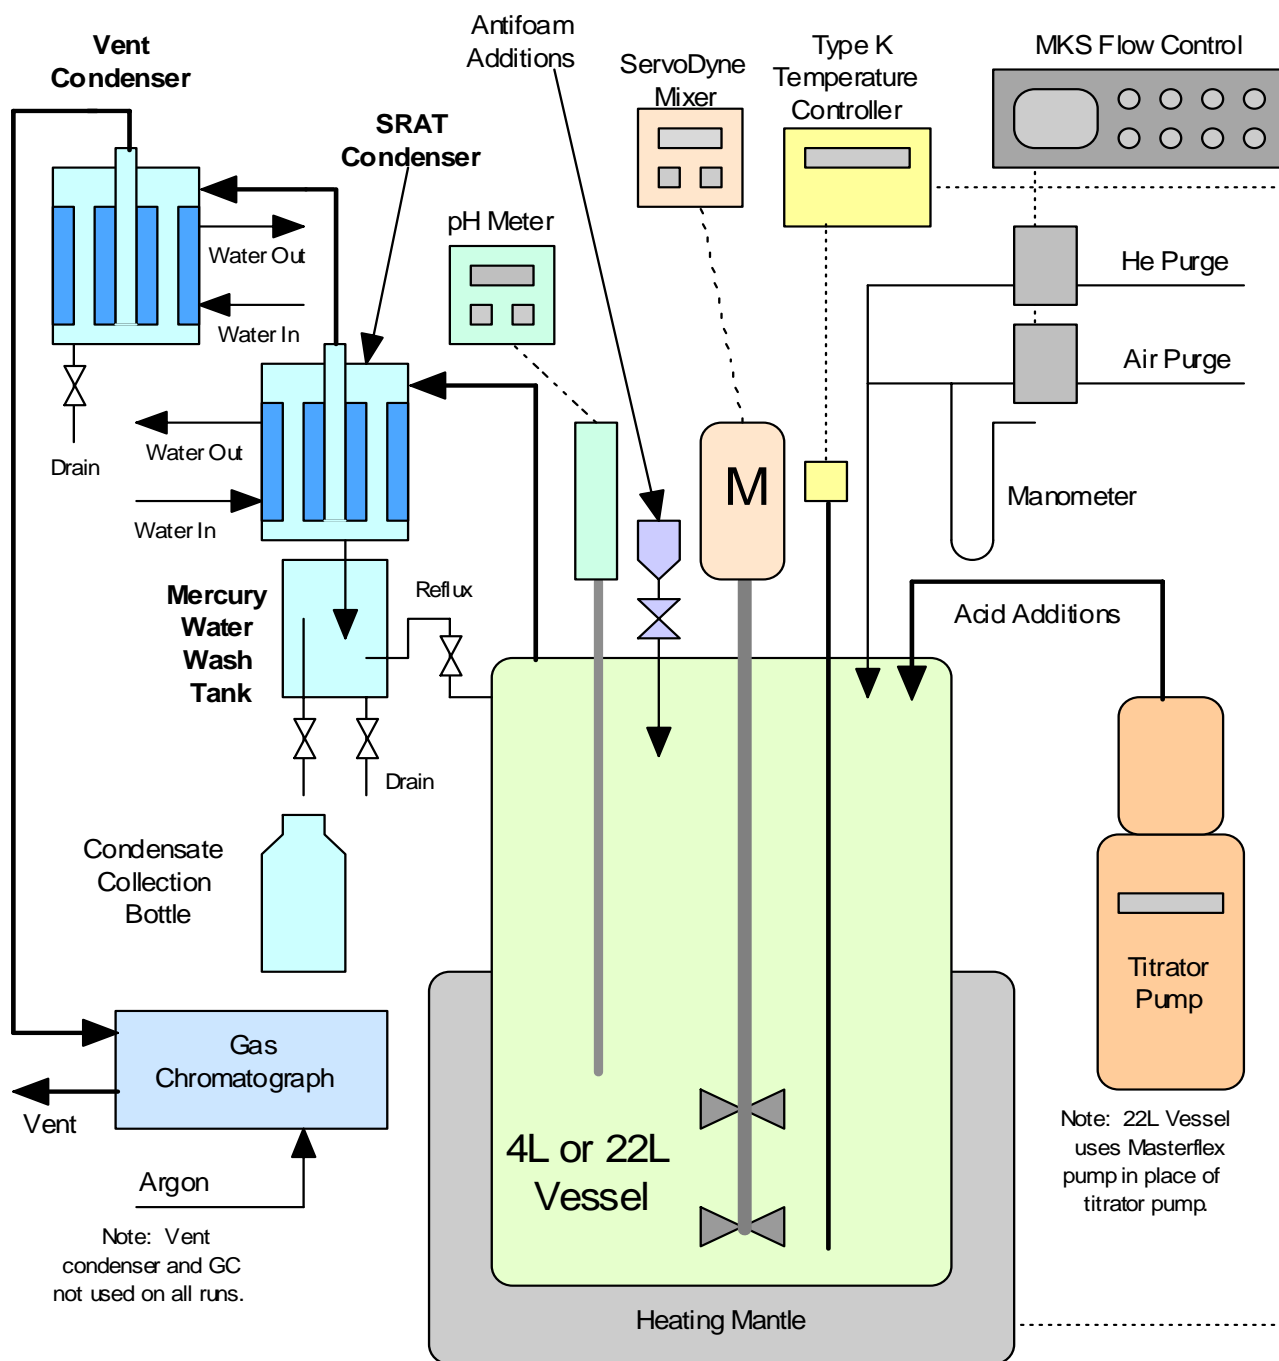 Vent
Condenser
Antifoam
Additions
ServoDyne
Mixer
Type K
Temperature
Controller
MKS Flow Control
SRAT
Condenser
pH Meter
Water Out
Water In
He Purge
Air Purge
Drain
Water Out
Water In
M
Manometer
Mercury
Water
Wash
Tank
Reflux
Acid Additions
Drain
Condensate
Collection
Bottle
Titrator
Pump
Gas
Chromatograph
Vent
Argon
4L or 22L
Vessel
Note: 22L Vessel
uses Masterflex
pump in place of
titrator pump.
Note: Vent
condenser and GC
not used on all runs.
Heating Mantle